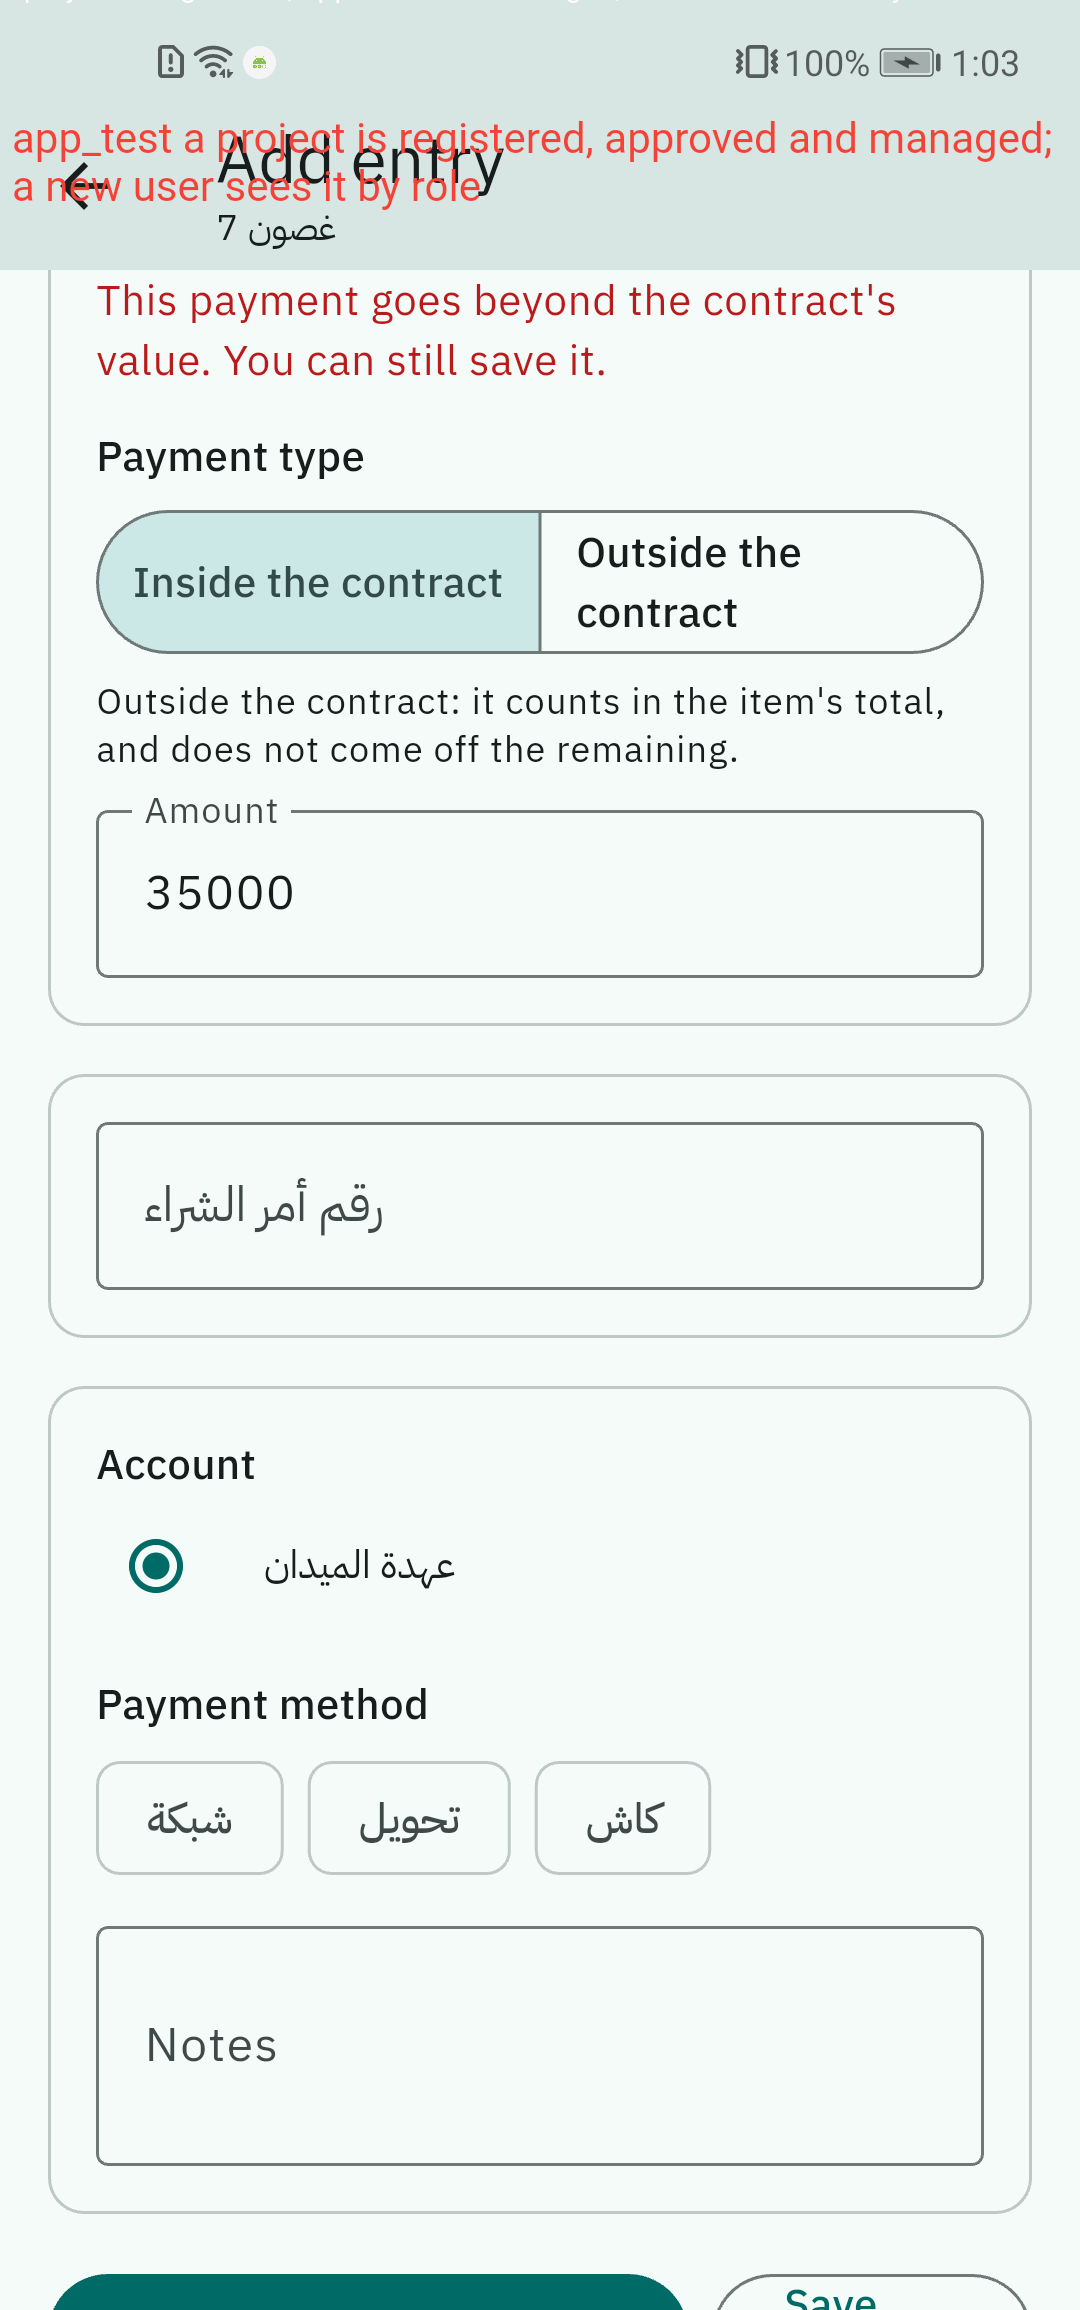 100% 1:03
app_test a project is registered, approved and managed;
a new user sees it by role
Add entry
غصون 7
This payment goes beyond the contract's
value. You can still save it.
Payment type
Inside the contract
Outside the
contract
Outside the contract: it counts in the item's total,
and does not come off the remaining.
Amount
35000
رقم أمر الشراء
Account
عهدة الميدان
Payment method
شبكة تحويل كاش
Notes
Save